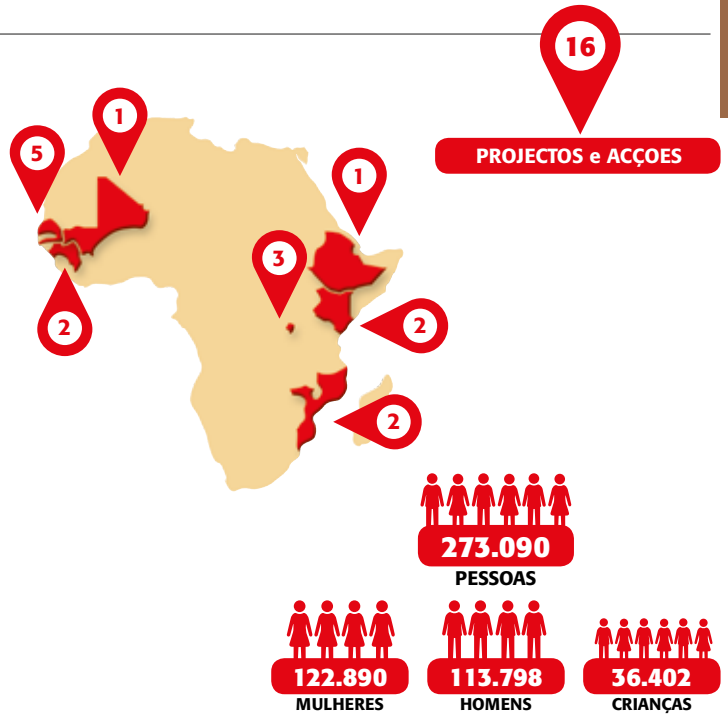 16
PROJECTOS e ACÇOES
1
5
1
3
2
2
2
273.090
PESSOAS
122.890
MULHERES
113.798
HOMENS
36.402
CRIANÇAS